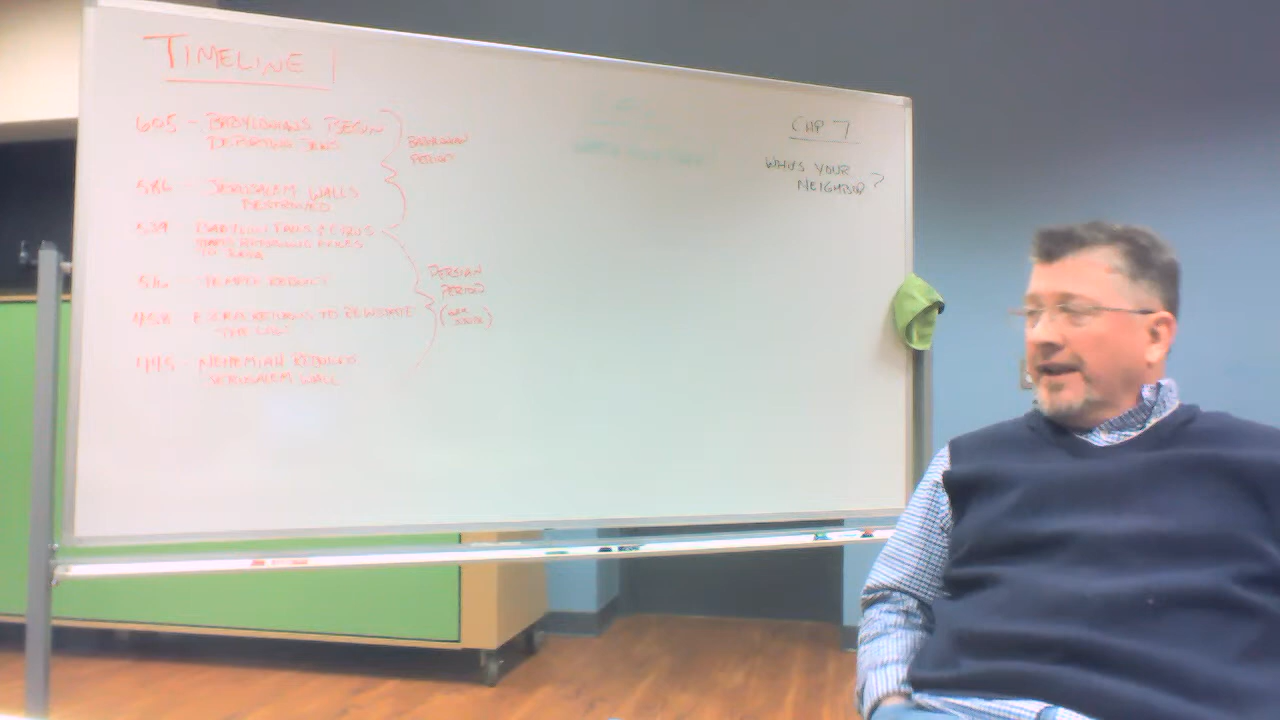 TIMELINE
605 - BABYLONIANS BEGIN
DEPORTING JEWS
BABYLONIAN
PERIOD
586 - JERUSALEM WALLS
DESTROYED
539 BABYLON FALLS CYRUS
TO
516 TEMPLE REBUILT
458 EZRA RETURNS TO REINSTATE
THE LAW
445 - NEHEMIAH REBUILDS
JERUSALEM WALL
PERSIAN
PERIOD
CHP 7
WHO'S YOUR
NEIGHBOR?